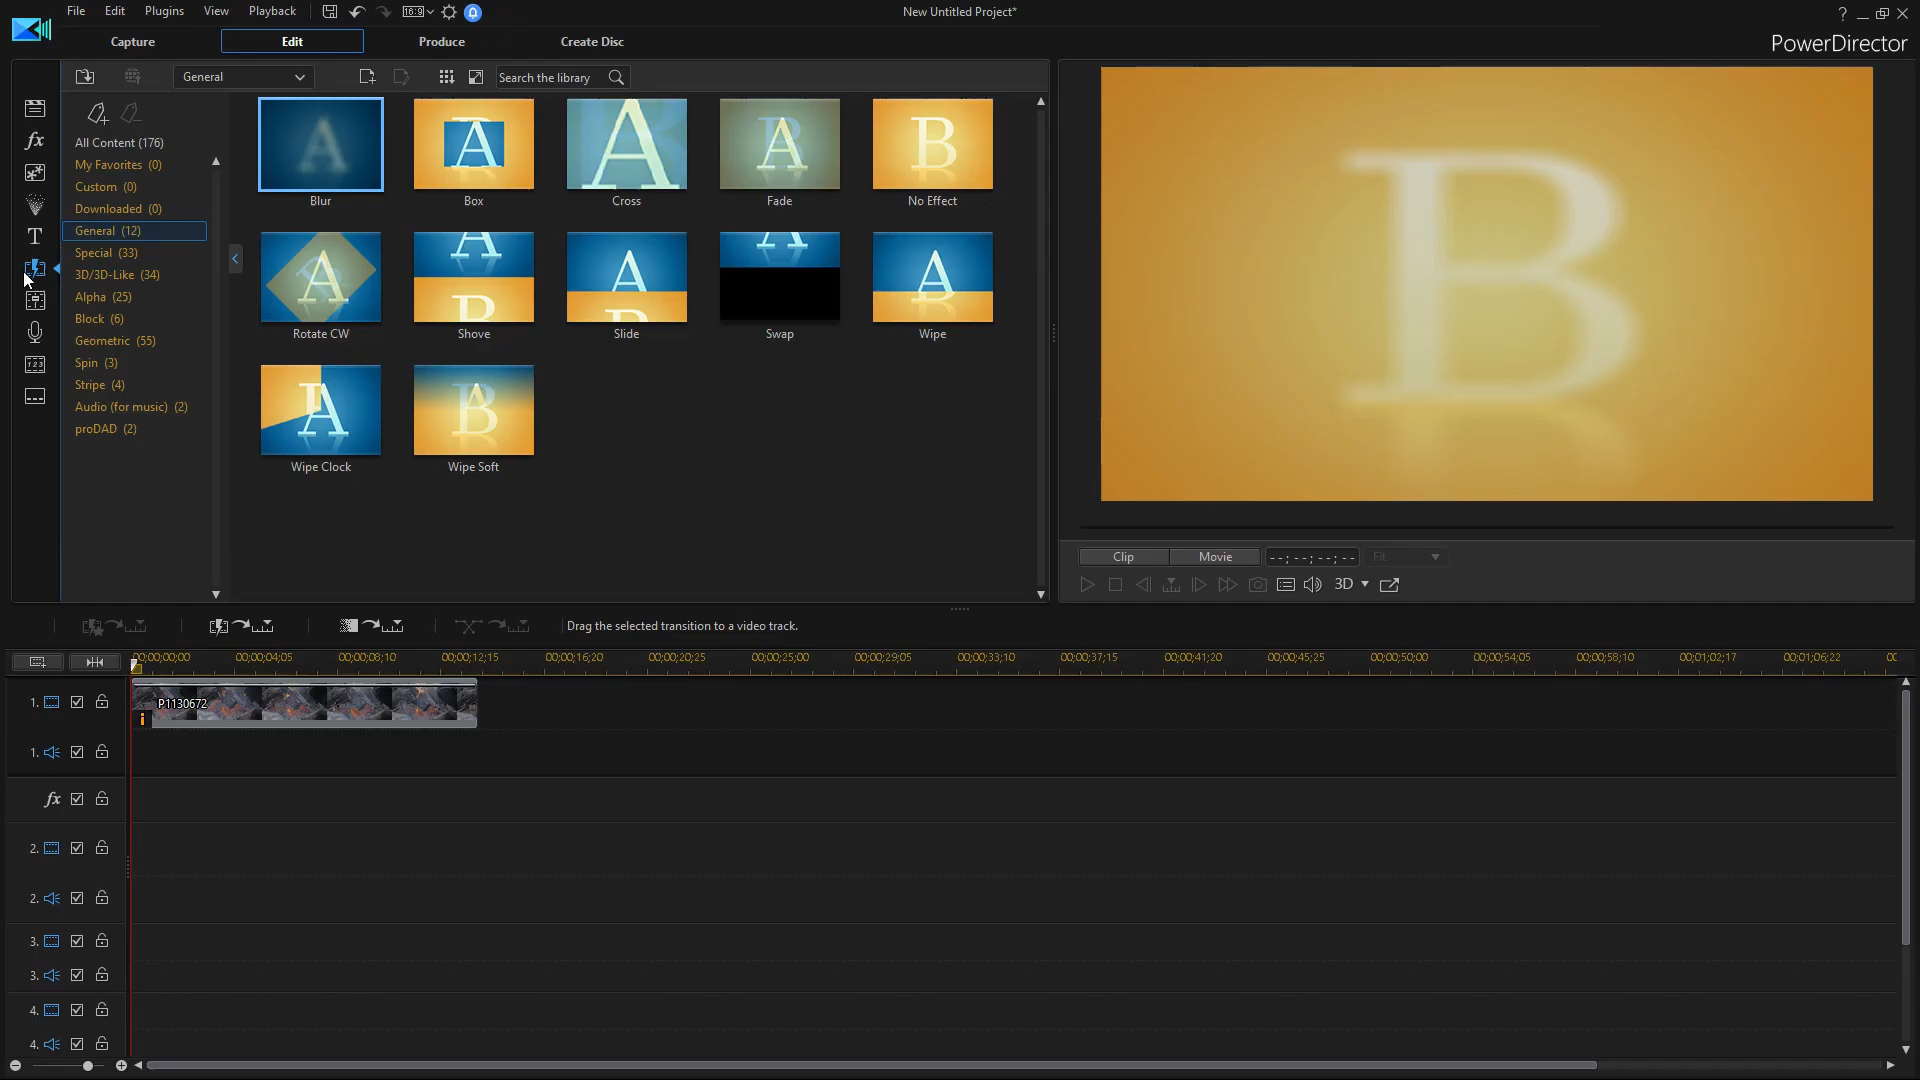 File Edit Plugins View Playback 16:9 New Untitled Project* ?
Capture Edit Produce Create Disc PowerDirector
General Search the library
All Content (176)
My Favorites (0)
Custom (0)
Downloaded (0)
General (12)
Special (33)
3D/3D-Like (34)
Alpha (25)
Block (6)
Geometric (55)
Spin (3)
Stripe (4)
Audio (for music) (2)
proDAD (2)
fx
T
A A A A B
Blur Box Cross Fade No Effect
A A B A A A
Rotate CW Shove Slide Swap Wipe
A B
Wipe Clock Wipe Soft
B
Clip Movie --;--;--;-- Fit
3D
Drag the selected transition to a video track.
00;00;00;00 00;00;04;05 00;00;08;10 00;00;12;15 00;00;16;20 00;00;20;25 00;00;25;00 00;00;29;05 00;00;33;10 00;00;37;15 00;00;41;20 00;00;45;25 00;00;50;00 00;00;54;05 00;00;58;10 00;01;02;17 00;01;06;22 00
1. P1130672
i
1.
fx
2.
2.
3.
3.
4.
4.